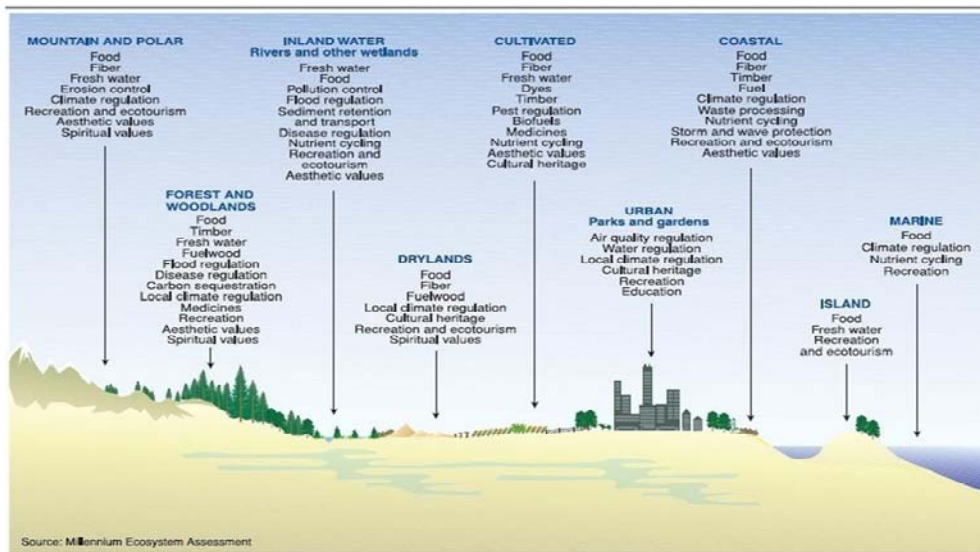 MOUNTAIN AND POLAR
Food
Fiber
Fresh water
Erosion control
Climate regulation
Recreation and ecotourism
Aesthetic values
Spiritual values
INLAND WATER
Rivers and other wetlands
Fresh water
Food
Pollution control
Flood regulation
Sediment retention
and transport
Disease regulation
Nutrient cycling
Recreation and
ecotourism
Aesthetic values
CULTIVATED
Food
Fiber
Fresh water
Dyes
Timber
Pest regulation
Biofuels
Medicines
Nutrient cycling
Aesthetic values
Cultural heritage
COASTAL
Food
Fiber
Timber
Fuel
Climate regulation
Waste processing
Nutrient cycling
Storm and wave protection
Recreation and ecotourism
Aesthetic values
FOREST AND
WOODLANDS
Food
Timber
Fresh water
Fuelwood
Flood regulation
Disease regulation
Carbon sequestration
Local climate regulation
Medicines
Recreation
Aesthetic values
Spiritual values
DRYLANDS
Food
Fiber
Fuelwood
Local climate regulation
Cultural heritage
Recreation and ecotourism
Spiritual values
URBAN
Parks and gardens
Air quality regulation
Water regulation
Local climate regulation
Cultural heritage
Recreation
Education
MARINE
Food
Climate regulation
Nutrient cycling
Recreation
ISLAND
Food
Fresh water
Recreation
and ecotourism
Source: Millennium Ecosystem Assessment